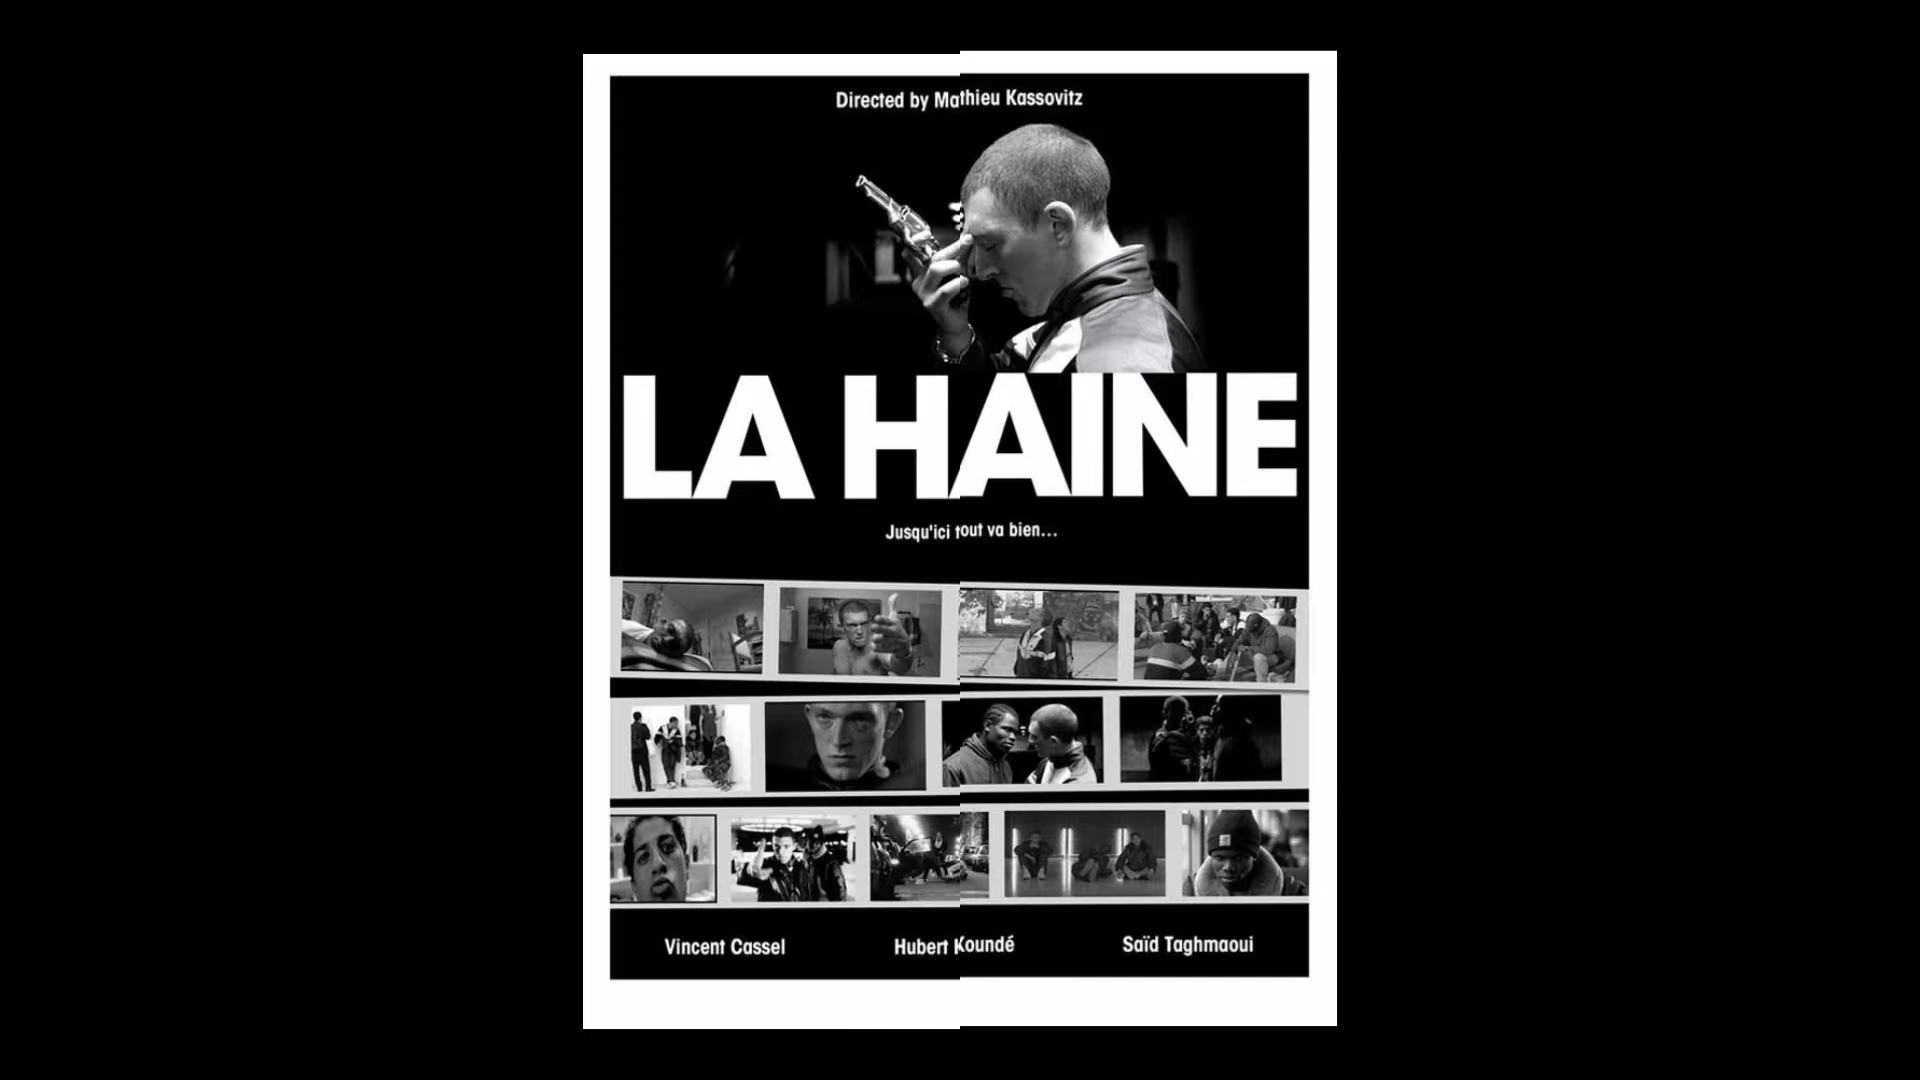 Directed by Mathieu Kassovitz
LA HAINE
Jusqu'ici tout va bien...
Vincent Cassel Hubert Koundé Saïd Taghmaoui